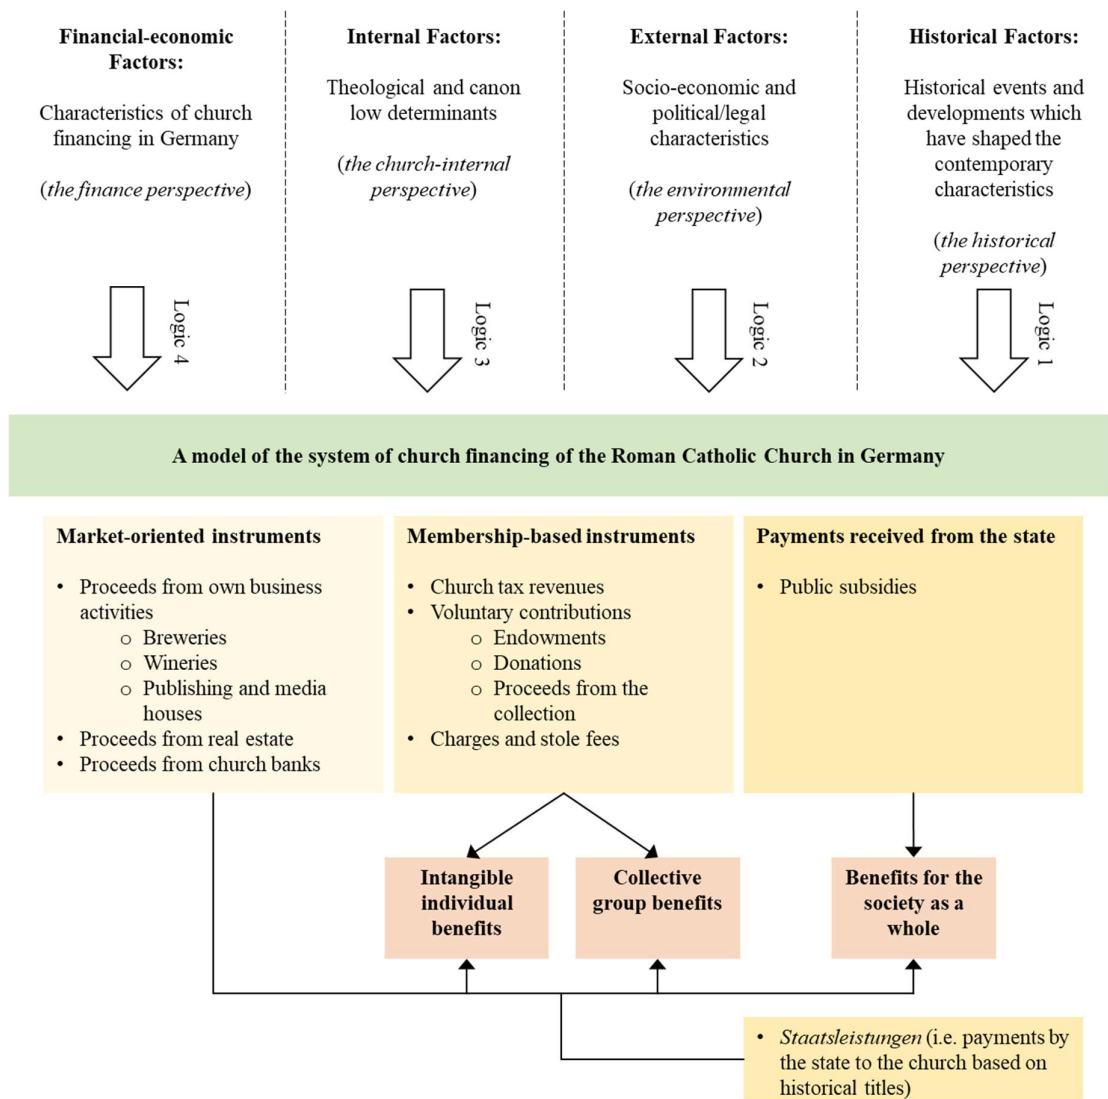 Financial-economic
Factors:
Characteristics of church
financing in Germany
(the finance perspective)
Logic 4
Internal Factors:
Theological and canon
low determinants
(the church-internal
perspective)
Logic 3
External Factors:
Socio-economic and
political/legal
characteristics
(the environmental
perspective)
Logic 2
Historical Factors:
Historical events and
developments which
have shaped the
contemporary
characteristics
(the historical
perspective)
Logic 1
A model of the system of church financing of the Roman Catholic Church in Germany
Market-oriented instruments
• Proceeds from own business
activities
o Breweries
o Wineries
o Publishing and media
houses
• Proceeds from real estate
• Proceeds from church banks
Membership-based instruments
• Church tax revenues
• Voluntary contributions
o Endowments
o Donations
o Proceeds from the
collection
• Charges and stole fees
Payments received from the state
• Public subsidies
Intangible
individual
benefits
Collective
group benefits
Benefits for the
society as a
whole
• Staatsleistungen (i.e. payments by
the state to the church based on
historical titles)